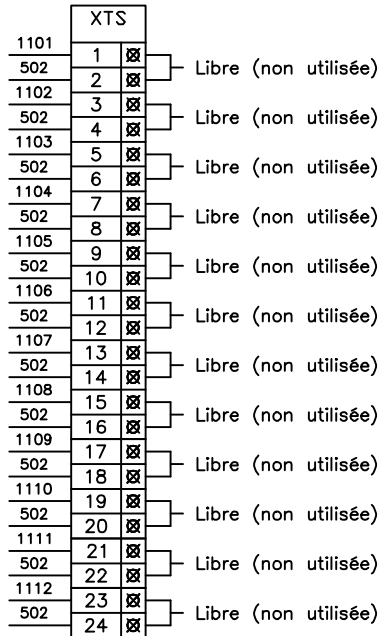 XTS
1101 1
502 2 Libre (non utilisée)
1102 3
502 4 Libre (non utilisée)
1103 5
502 6 Libre (non utilisée)
1104 7
502 8 Libre (non utilisée)
1105 9
502 10 Libre (non utilisée)
1106 11
502 12 Libre (non utilisée)
1107 13
502 14 Libre (non utilisée)
1108 15
502 16 Libre (non utilisée)
1109 17
502 18 Libre (non utilisée)
1110 19
502 20 Libre (non utilisée)
1111 21
502 22 Libre (non utilisée)
1112 23
502 24 Libre (non utilisée)